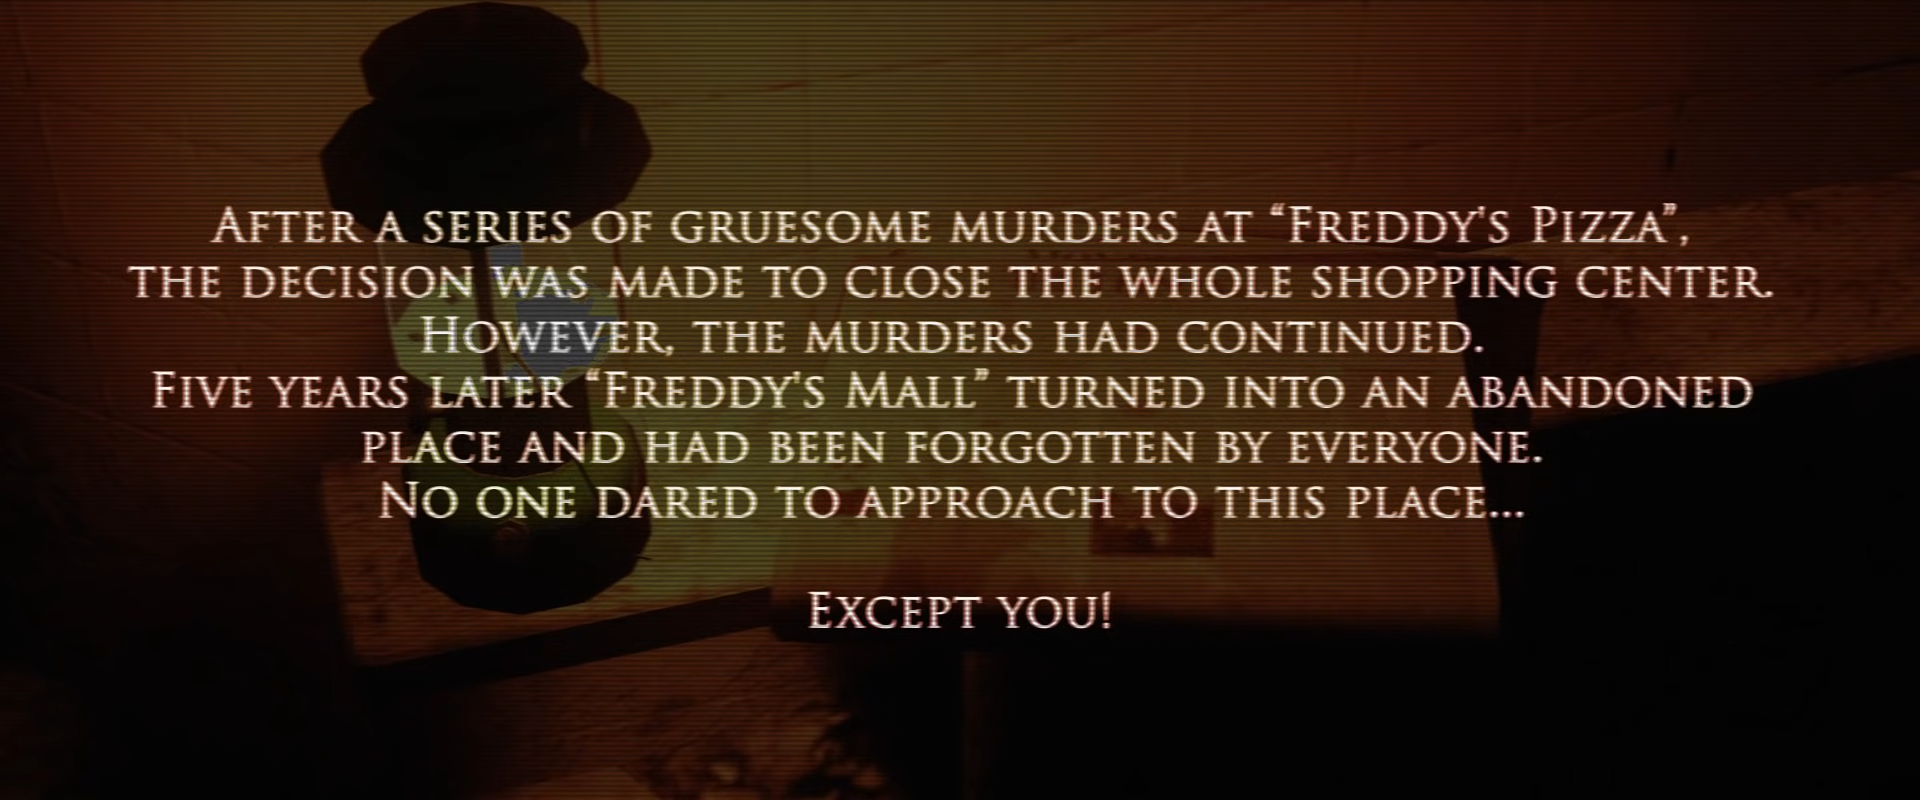 After a series of gruesome murders at “Freddy's Pizza”,
the decision was made to close the whole shopping center.
However, the murders had continued.
Five years later “Freddy's Mall” turned into an abandoned
place and had been forgotten by everyone.
No one dared to approach to this place...
Except you!